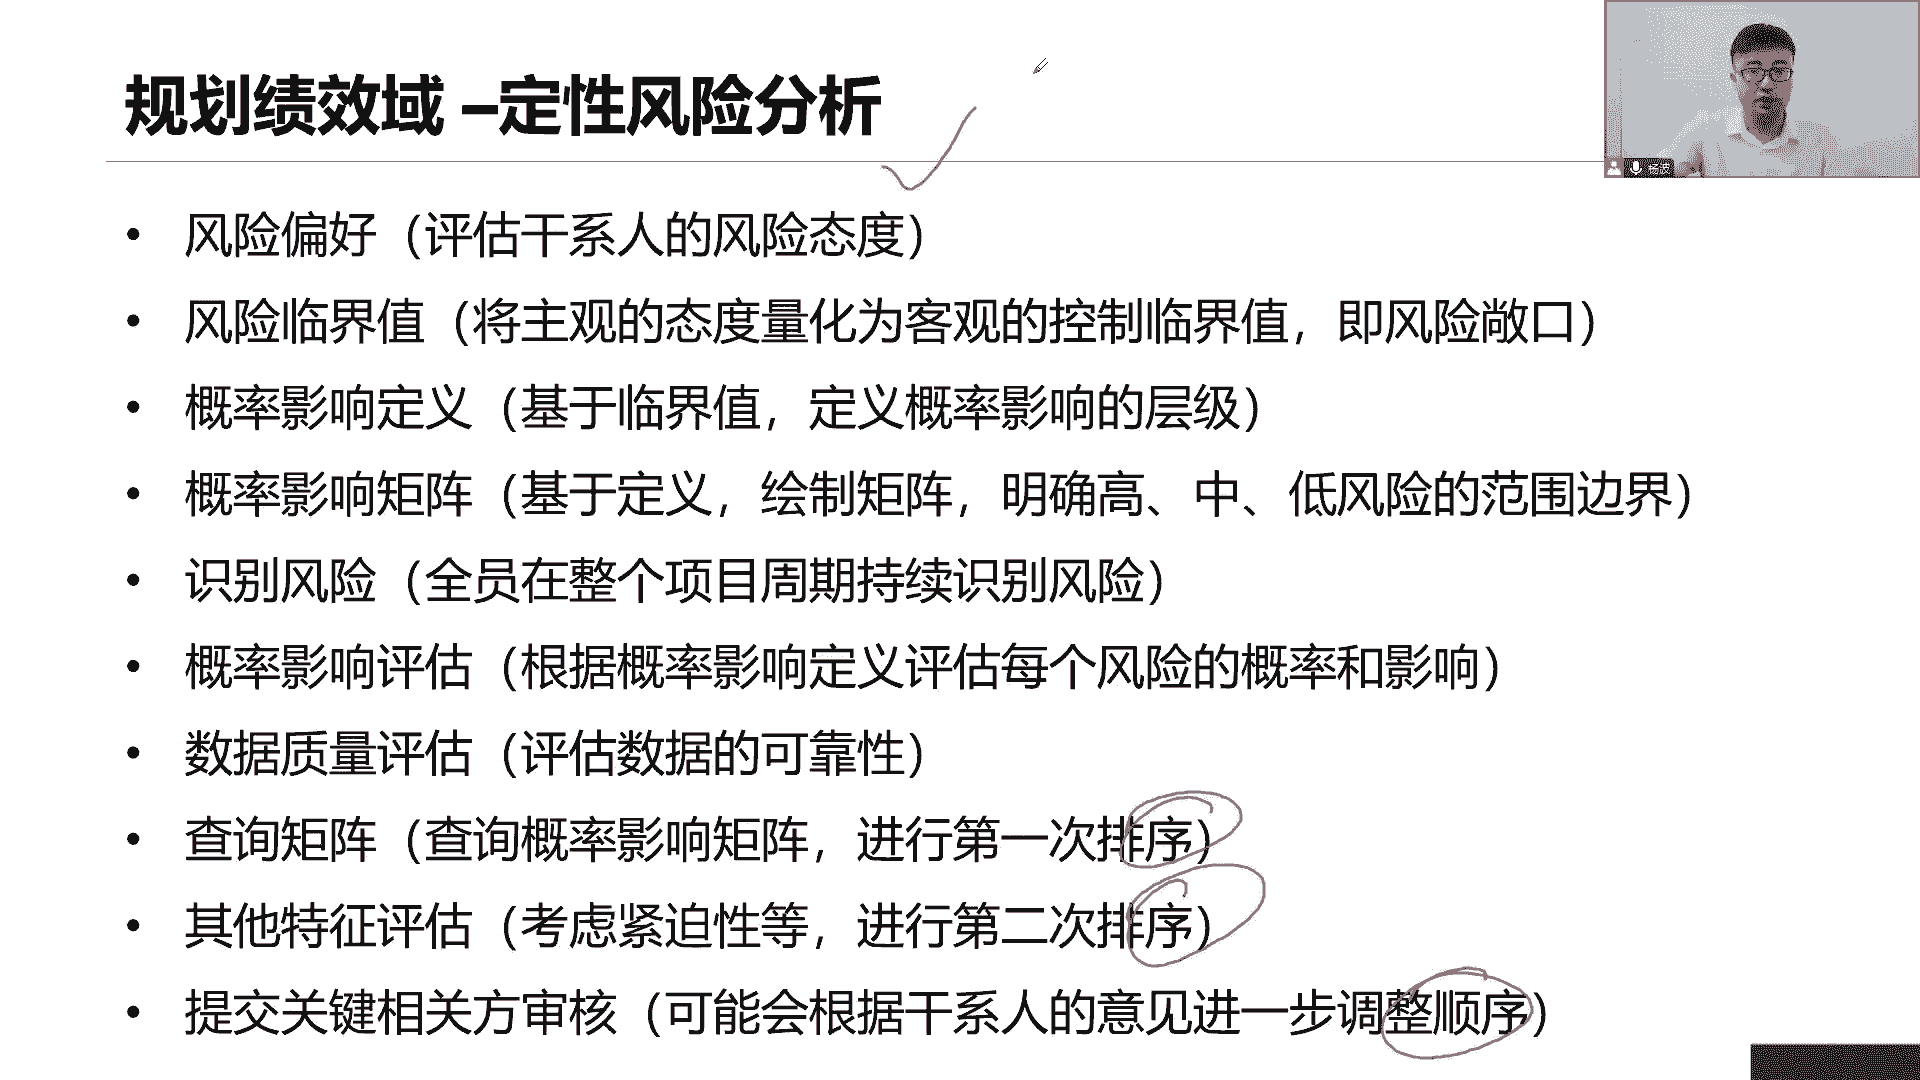 规划绩效域 –定性风险分析
杨波
• 风险偏好（评估干系人的风险态度）
• 风险临界值（将主观的态度量化为客观的控制临界值，即风险敞口）
• 概率影响定义（基于临界值，定义概率影响的层级）
• 概率影响矩阵（基于定义，绘制矩阵，明确高、中、低风险的范围边界）
• 识别风险（全员在整个项目周期持续识别风险）
• 概率影响评估（根据概率影响定义评估每个风险的概率和影响）
• 数据质量评估（评估数据的可靠性）
• 查询矩阵（查询概率影响矩阵，进行第一次排序）
• 其他特征评估（考虑紧迫性等，进行第二次排序）
• 提交关键相关方审核（可能会根据干系人的意见进一步调整顺序）